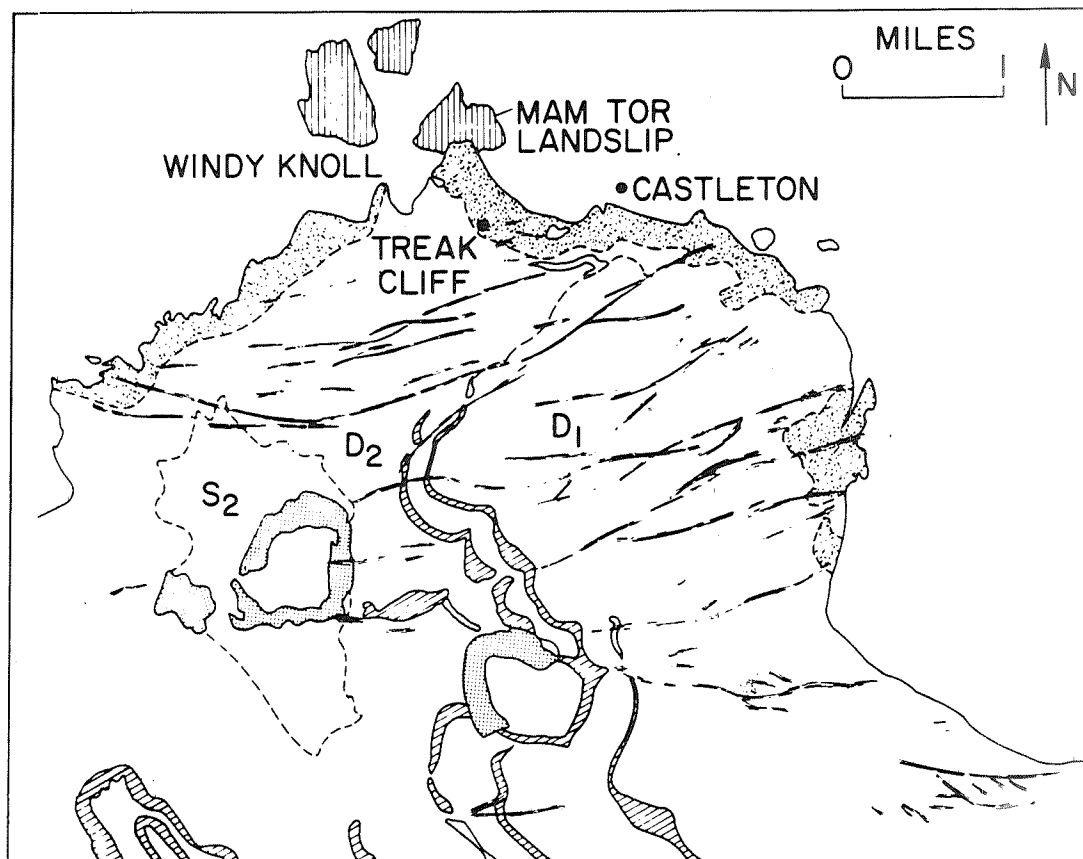 MILES
0 1
N
MAM TOR
LANDSLIP
WINDY KNOLL
CASTLETON
TREAK
CLIFF
D2
D1
S2